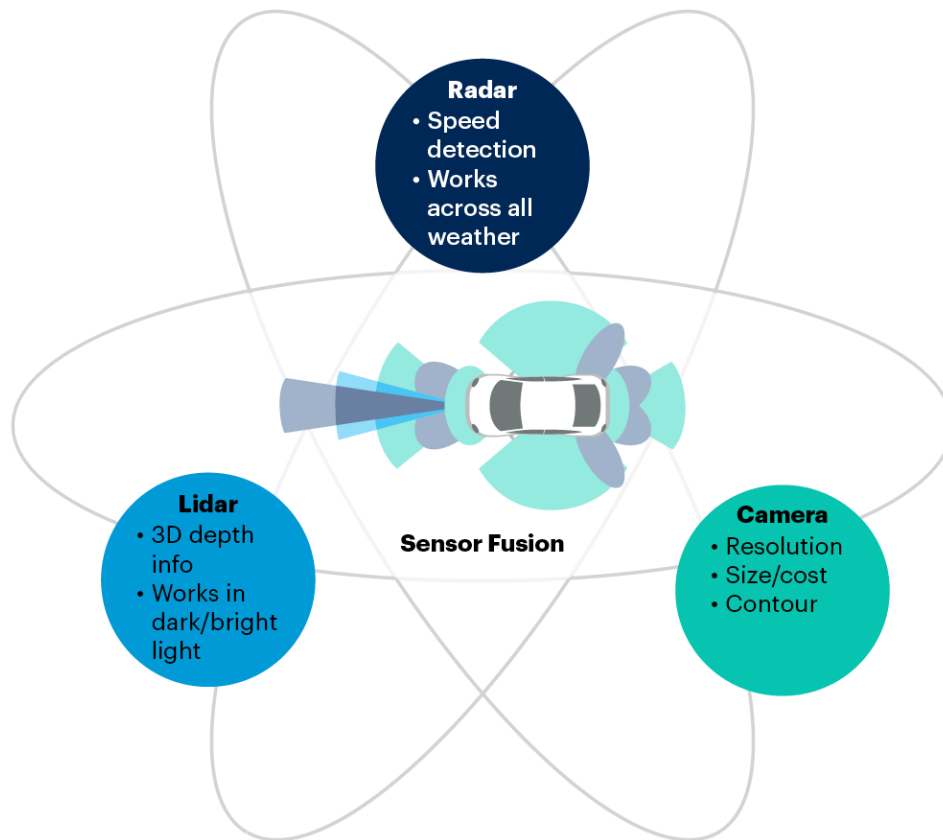 Radar
• Speed
detection
• Works
across all
weather
Lidar
• 3D depth
info
• Works in
dark/bright
light
Sensor Fusion
Camera
• Resolution
• Size/cost
• Contour